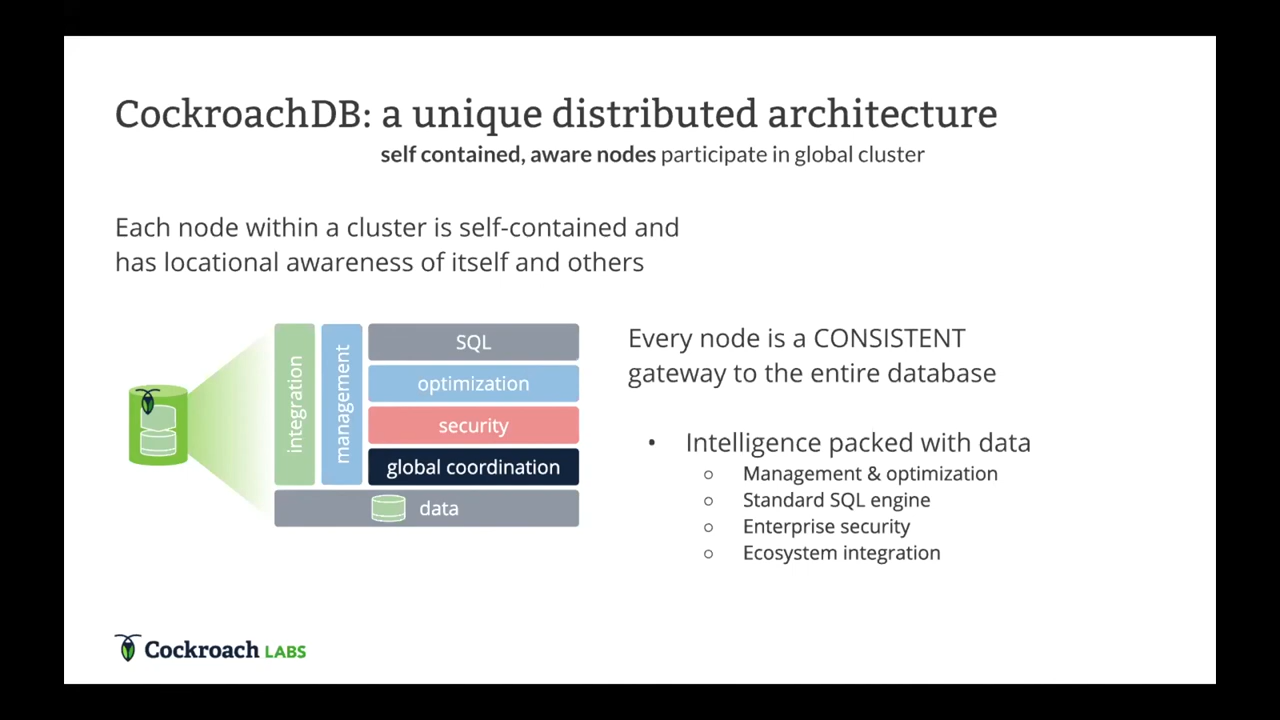 CockroachDB: a unique distributed architecture
self contained, aware nodes participate in global cluster
Each node within a cluster is self-contained and
has locational awareness of itself and others
integration
management
SQL
optimization
security
global coordination
data
Every node is a CONSISTENT
gateway to the entire database
• Intelligence packed with data
○ Management & optimization
○ Standard SQL engine
○ Enterprise security
○ Ecosystem integration
Cockroach LABS